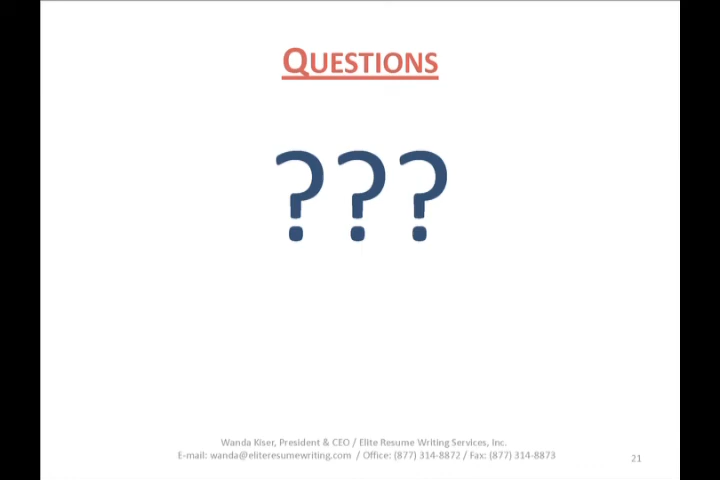 QUESTIONS
???
Wanda Kiser, President & CEO / Elite Resume Writing Services, Inc.
E-mail: wanda@eliteresumewriting.com / Office: (877) 314-8872 / Fax: (877) 314-8873
21